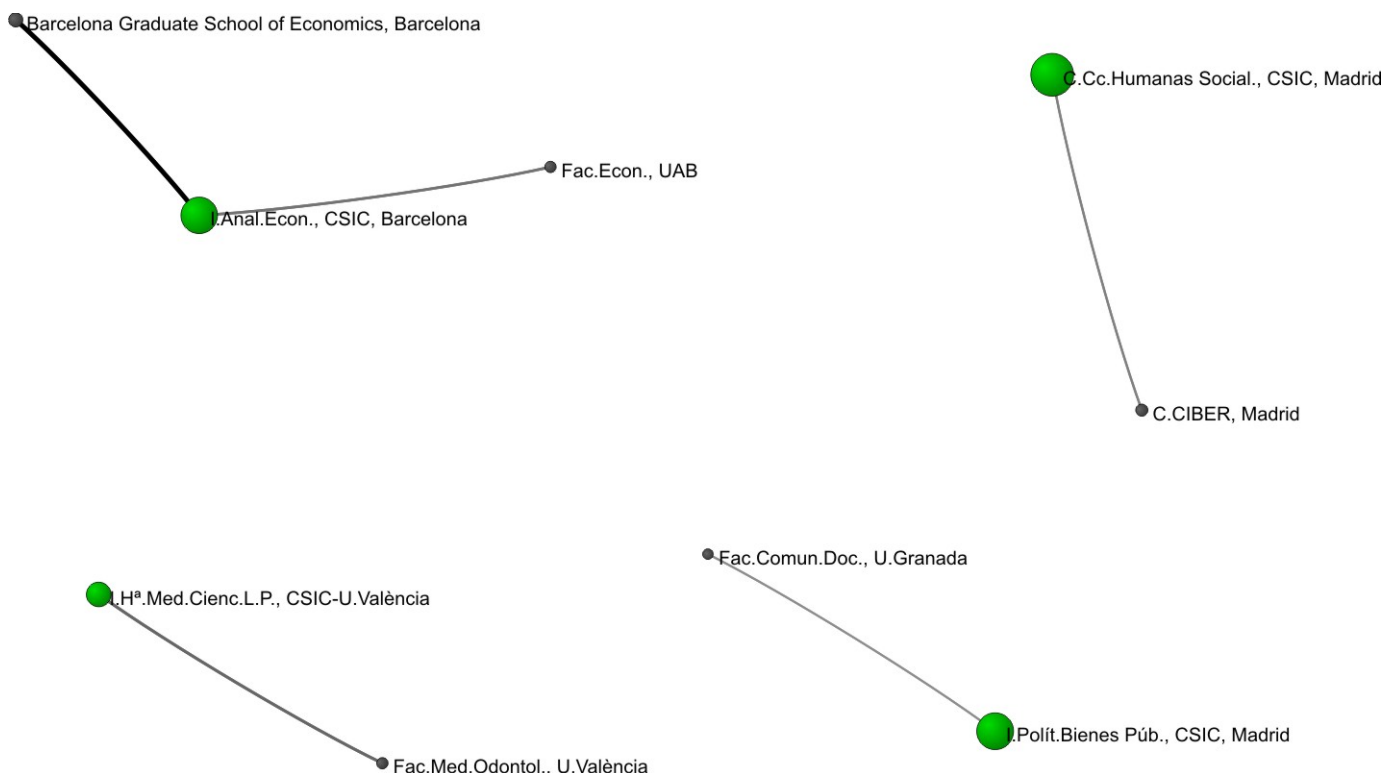 Barcelona Graduate School of Economics, Barcelona
C.Cc.Humanas Social., CSIC, Madrid
Fac.Econ., UAB
I.Anal.Econ., CSIC, Barcelona
C.CIBER, Madrid
Fac.Comun.Doc., U.Granada
I.Hª.Med.Cienc.L.P., CSIC-U.València
I.Polít.Bienes Púb., CSIC, Madrid
Fac.Med.Odontol., U.València